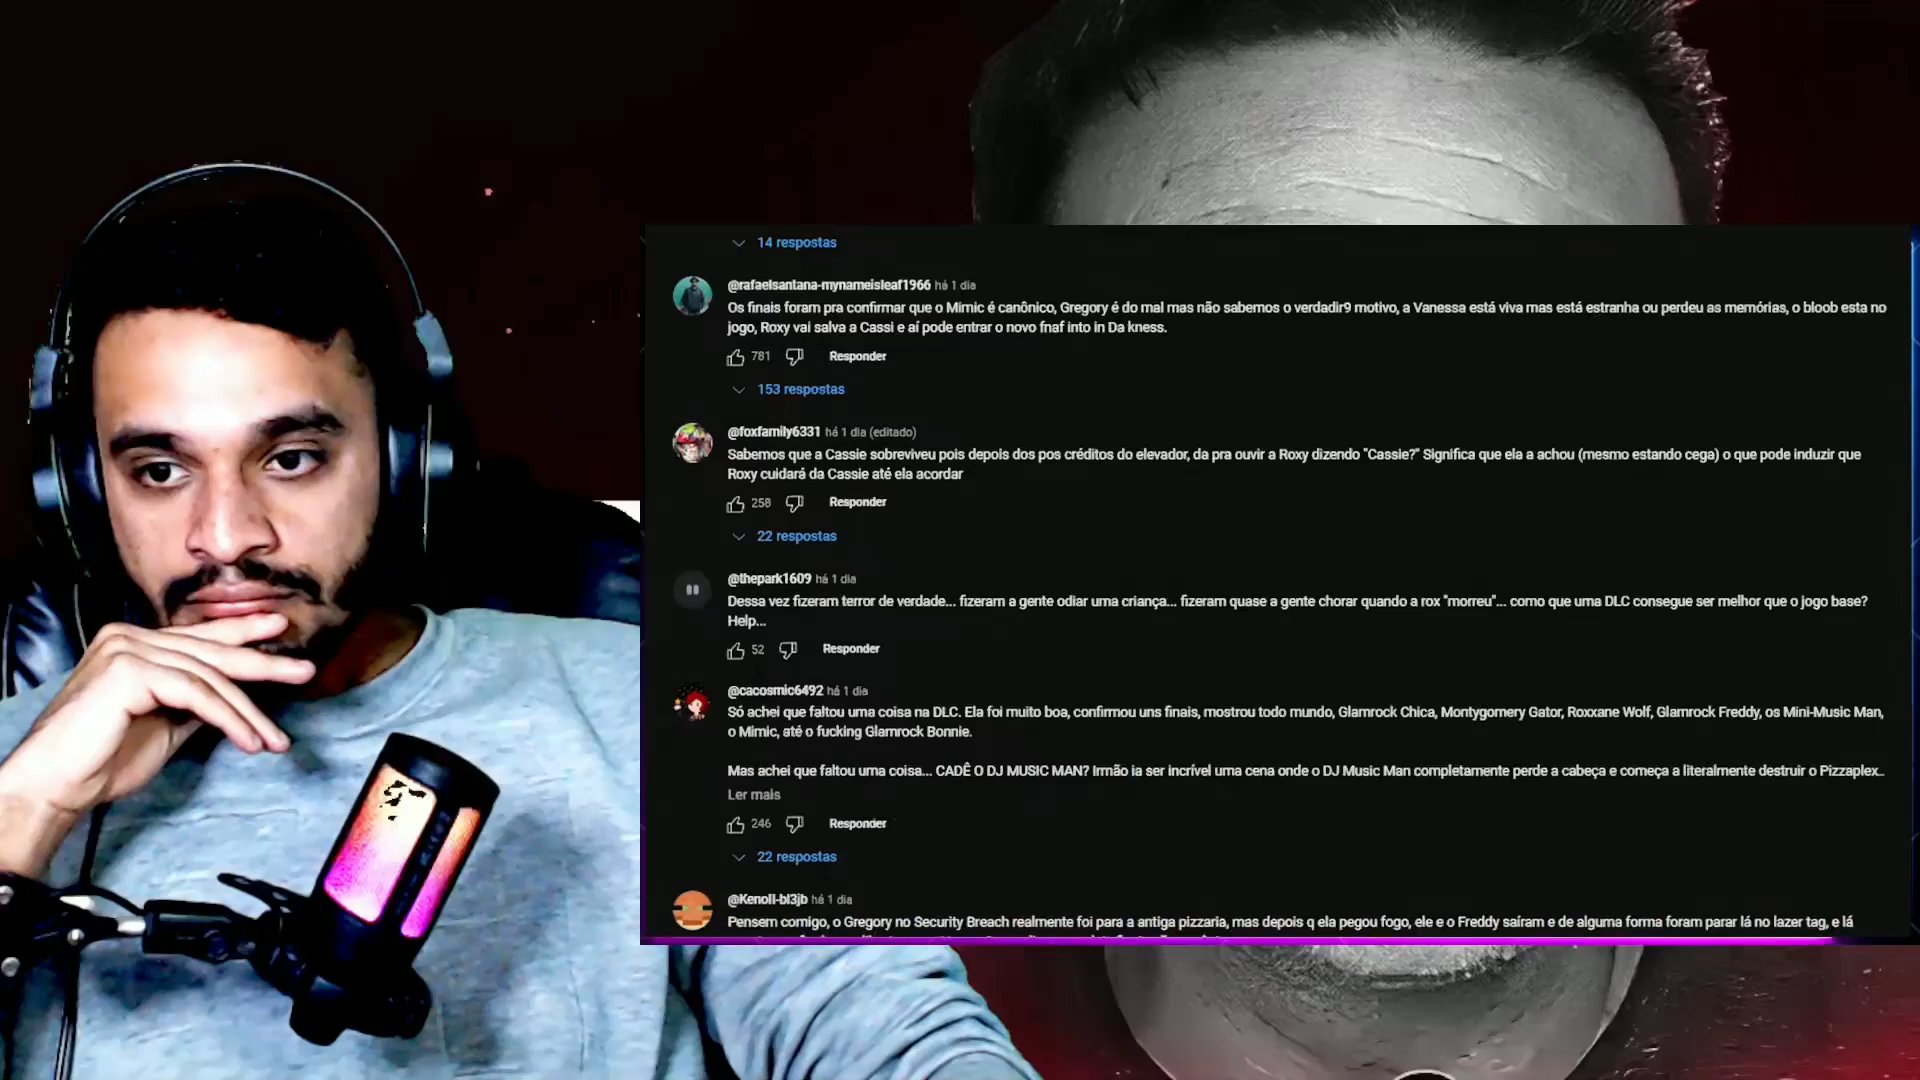 14 respostas
@rafaelsantana-mynameisleaf1966 há 1 dia
Os finais foram pra confirmar que o Mimic é canônico, Gregory é do mal mas não sabemos o verdadir9 motivo, a Vanessa está viva mas está estranha ou perdeu as memórias, o bloob esta no
jogo, Roxy vai salva a Cassi e aí pode entrar o novo fnaf into in Da kness.
781 Responder
153 respostas
@foxfamily6331 há 1 dia (editado)
Sabemos que a Cassie sobreviveu pois depois dos pos créditos do elevador, da pra ouvir a Roxy dizendo "Cassie?" Significa que ela a achou (mesmo estando cega) o que pode induzir que
Roxy cuidará da Cassie até ela acordar
258 Responder
22 respostas
@thepark1609 há 1 dia
Dessa vez fizeram terror de verdade... fizeram a gente odiar uma criança... fizeram quase a gente chorar quando a rox "morreu"... como que uma DLC consegue ser melhor que o jogo base?
Help...
52 Responder
@cacosmic6492 há 1 dia
Só achei que faltou uma coisa na DLC. Ela foi muito boa, confirmou uns finais, mostrou todo mundo, Glamrock Chica, Montygomery Gator, Roxxane Wolf, Glamrock Freddy, os Mini-Music Man,
o Mimic, até o fucking Glamrock Bonnie.
Mas achei que faltou uma coisa... CADÊ O DJ MUSIC MAN? Irmão ia ser incrível uma cena onde o DJ Music Man completamente perde a cabeça e começa a literalmente destruir o Pizzaplex..
Ler mais
246 Responder
22 respostas
@Kenoll-bl3jb há 1 dia
Pensem comigo, o Gregory no Security Breach realmente foi para a antiga pizzaria, mas depois q ela pegou fogo, ele e o Freddy saíram e de alguma forma foram parar lá no lazer tag, e lá